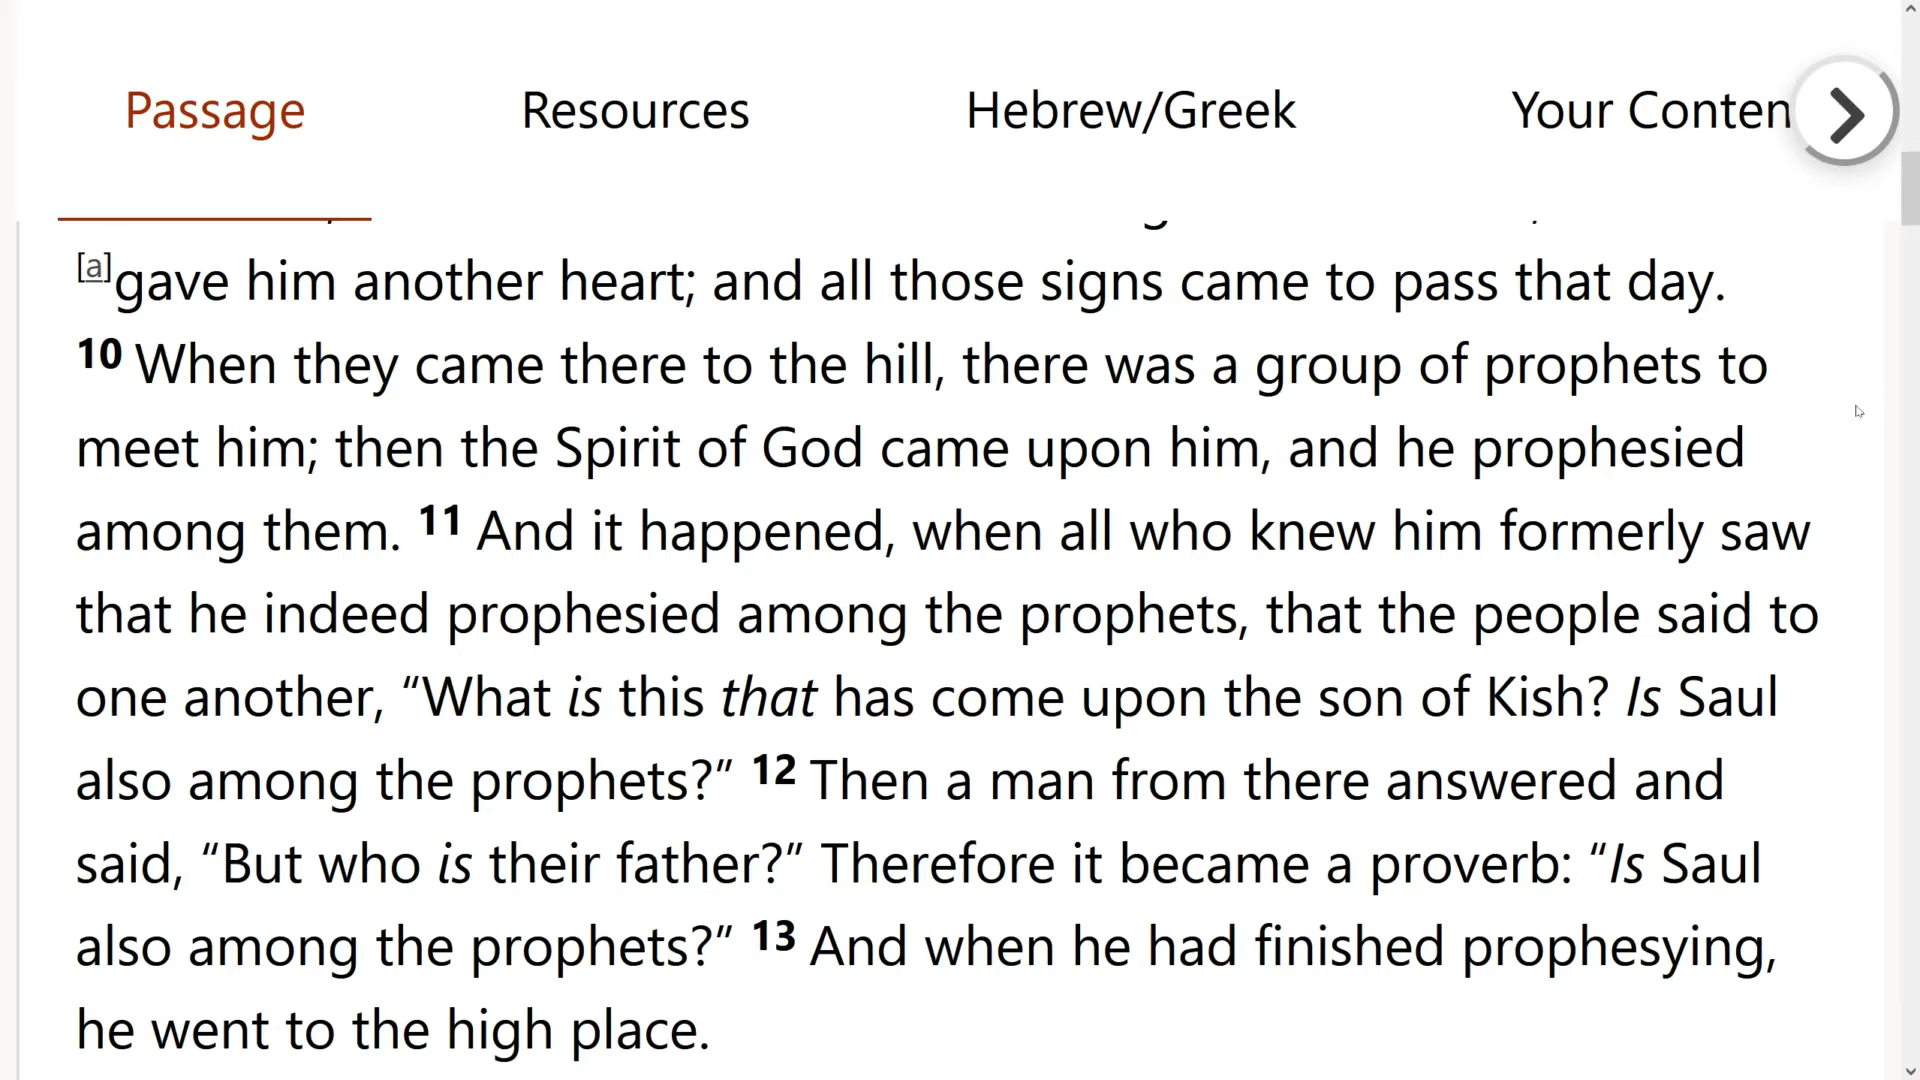 Passage Resources Hebrew/Greek Your Conten
[a]gave him another heart; and all those signs came to pass that day.
10 When they came there to the hill, there was a group of prophets to
meet him; then the Spirit of God came upon him, and he prophesied
among them. 11 And it happened, when all who knew him formerly saw
that he indeed prophesied among the prophets, that the people said to
one another, “What is this that has come upon the son of Kish? Is Saul
also among the prophets?” 12 Then a man from there answered and
said, “But who is their father?” Therefore it became a proverb: “Is Saul
also among the prophets?” 13 And when he had finished prophesying,
he went to the high place.